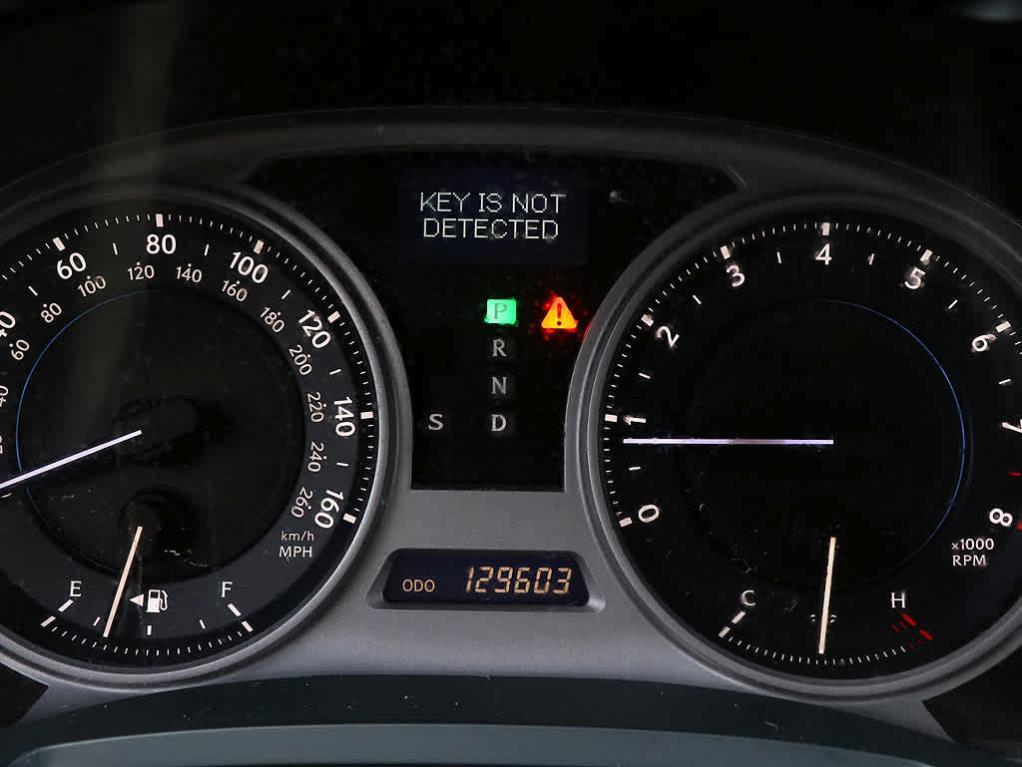 KEY IS NOT
DETECTED
P
R
N
S D
60 80 100 120 140 160
60 80 100 120 140 160 180 200 220 240 260
km/h
MPH
E F
ODO 129603
0 1 2 3 4 5 6 7 8
x1000
RPM
C H